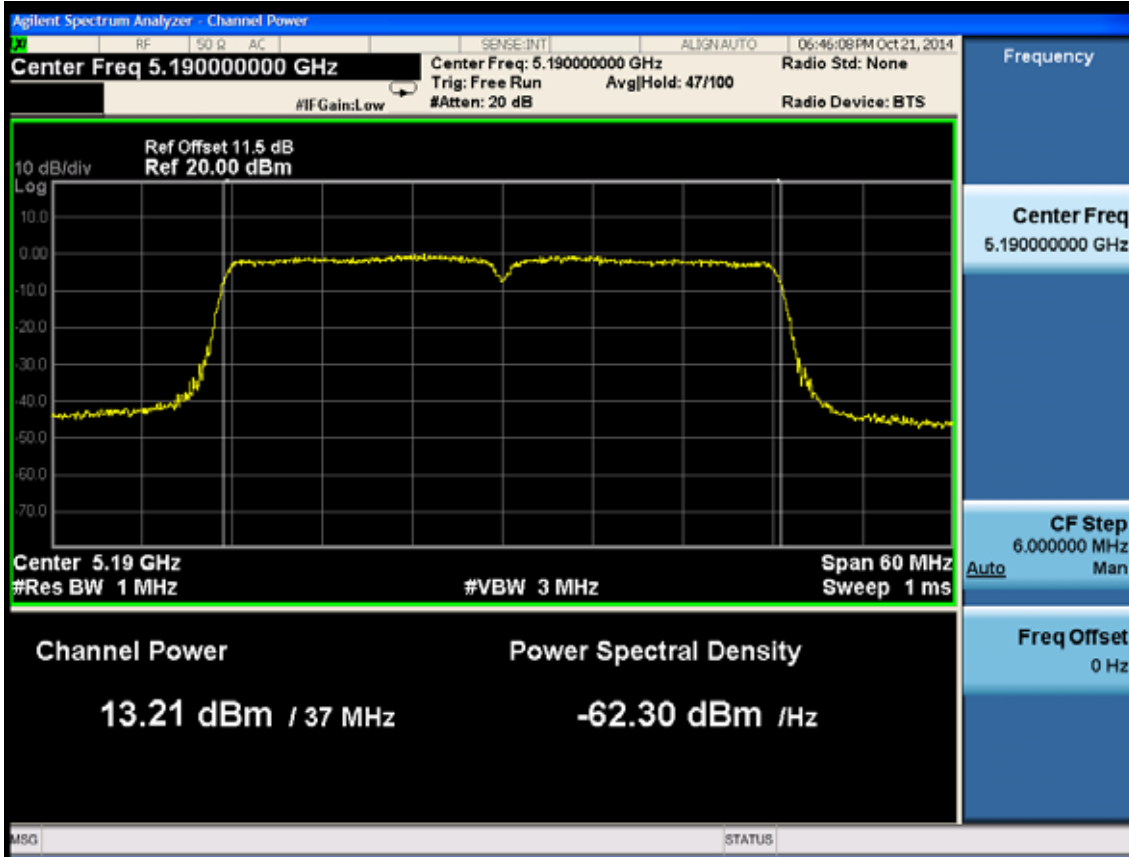 Agilent Spectrum Analyzer - Channel Power
RF 50 Ω AC SENSE:INT ALIGN AUTO 06:46:08 PM Oct 21, 2014
Center Freq 5.190000000 GHz
Center Freq: 5.190000000 GHz
Radio Std: None
Trig: Free Run Avg|Hold: 47/100
#IFGain:Low
#Atten: 20 dB
Radio Device: BTS
Frequency
Ref Offset 11.5 dB
10 dB/div Ref 20.00 dBm
Log
10.0
0.00
-10.0
-20.0
-30.0
-40.0
-50.0
-60.0
-70.0
Center 5.19 GHz Span 60 MHz
#Res BW 1 MHz #VBW 3 MHz Sweep 1 ms
Center Freq
5.190000000 GHz
CF Step
6.000000 MHz
Auto Man
Freq Offset
0 Hz
Channel Power Power Spectral Density
13.21 dBm / 37 MHz -62.30 dBm /Hz
MSG STATUS